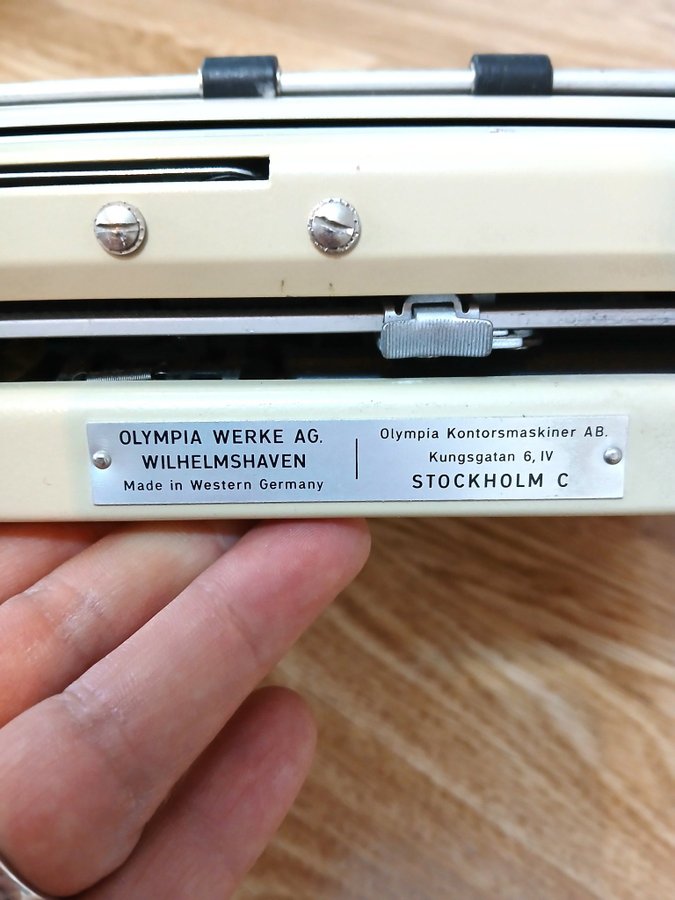 OLYMPIA WERKE AG.
WILHELMSHAVEN
Made in Western Germany
Olympia Kontorsmaskiner AB.
Kungsgatan 6, IV
STOCKHOLM C